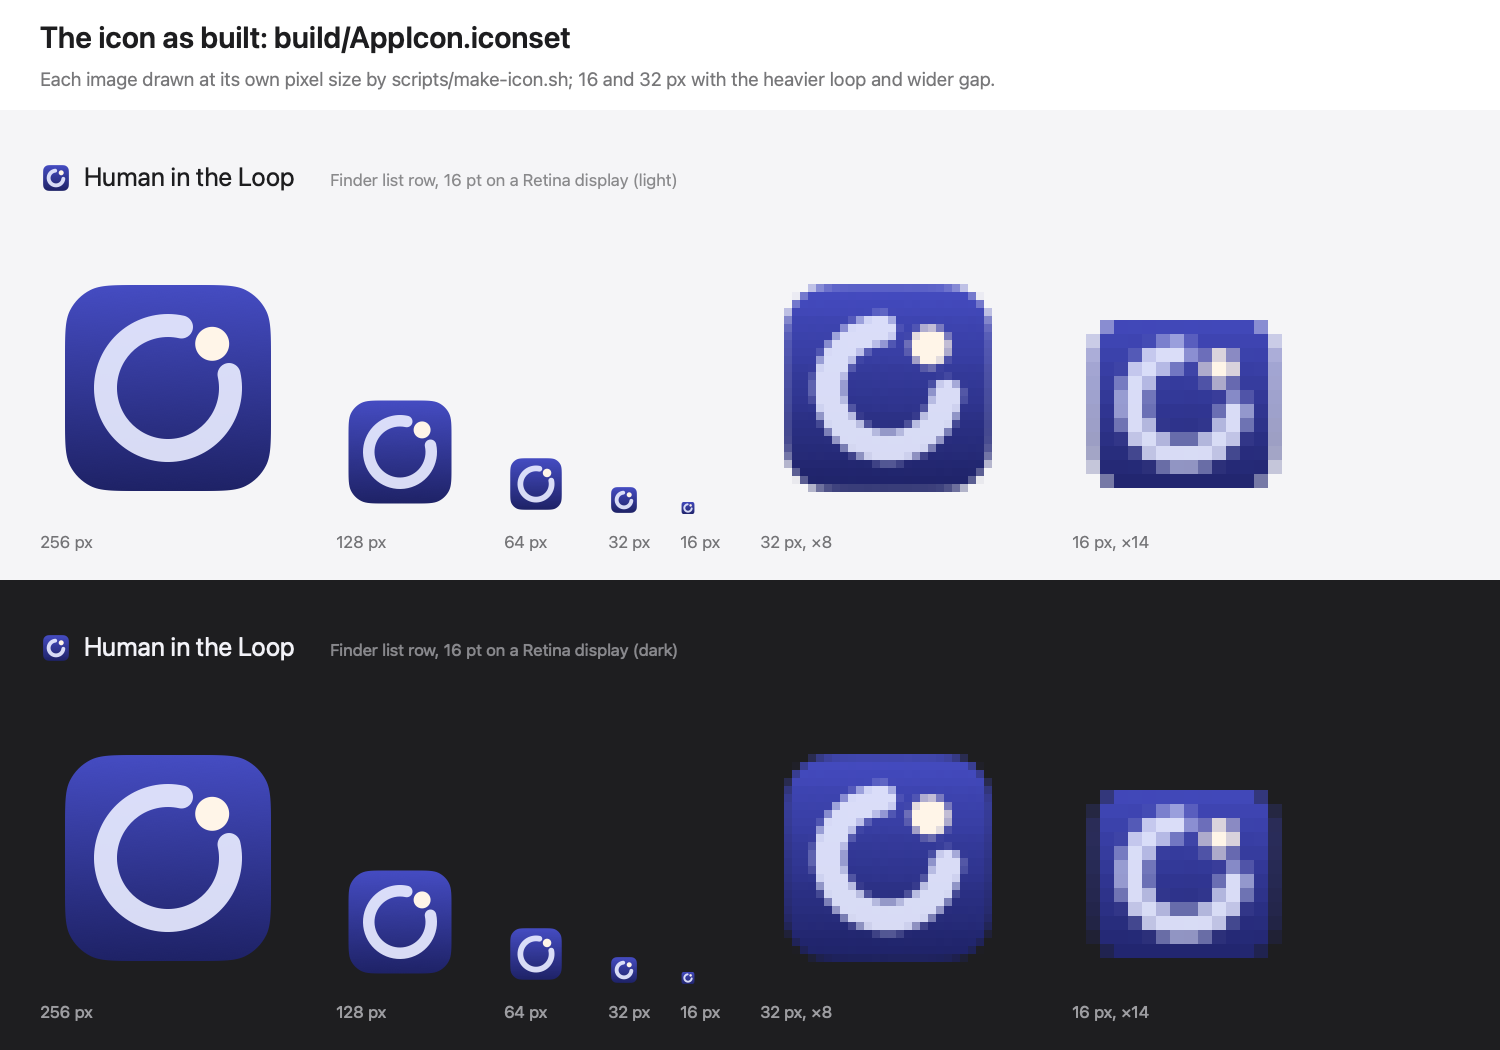 The icon as built: build/AppIcon.iconset
Each image drawn at its own pixel size by scripts/make-icon.sh; 16 and 32 px with the heavier loop and wider gap.
Human in the Loop
Finder list row, 16 pt on a Retina display (light)
256 px
128 px
64 px
32 px
16 px
32 px, ×8
16 px, ×14
Human in the Loop
Finder list row, 16 pt on a Retina display (dark)
256 px
128 px
64 px
32 px
16 px
32 px, ×8
16 px, ×14